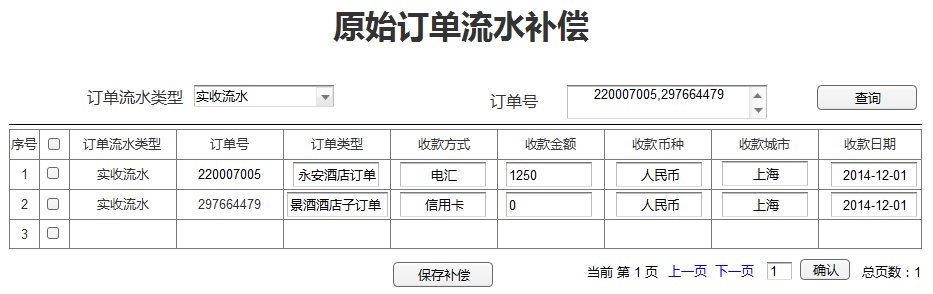 原始订单流水补偿
订单流水类型 实收流水 订单号 220007005,297664479 查询
序号 订单流水类型 订单号 订单类型 收款方式 收款金额 收款币种 收款城市 收款日期
1 实收流水 220007005 永安酒店订单 电汇 1250 人民币 上海 2014-12-01
2 实收流水 297664479 景酒酒店子订单 信用卡 0 人民币 上海 2014-12-01
3
保存补偿 当前 第 1 页 上一页 下一页 1 确认 总页数：1